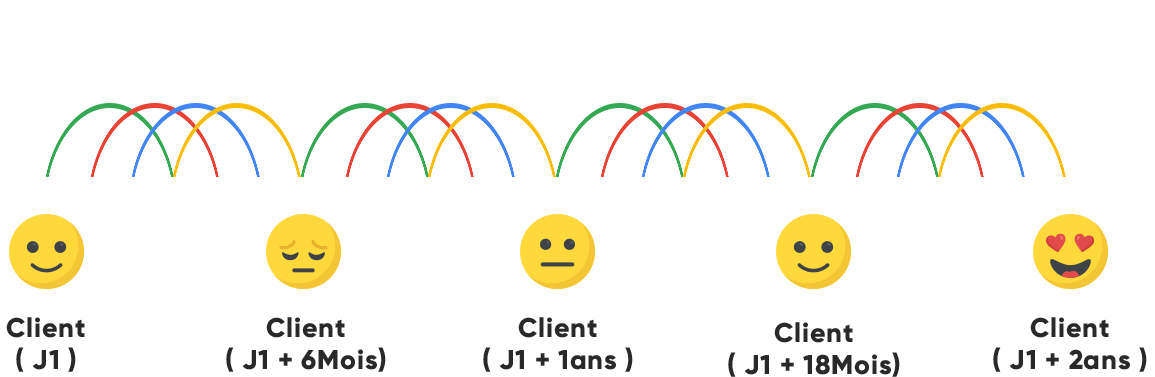 Client
( J1 )
Client
( J1 + 6Mois)
Client
( J1 + 1ans )
Client
( J1 + 18Mois)
Client
( J1 + 2ans )